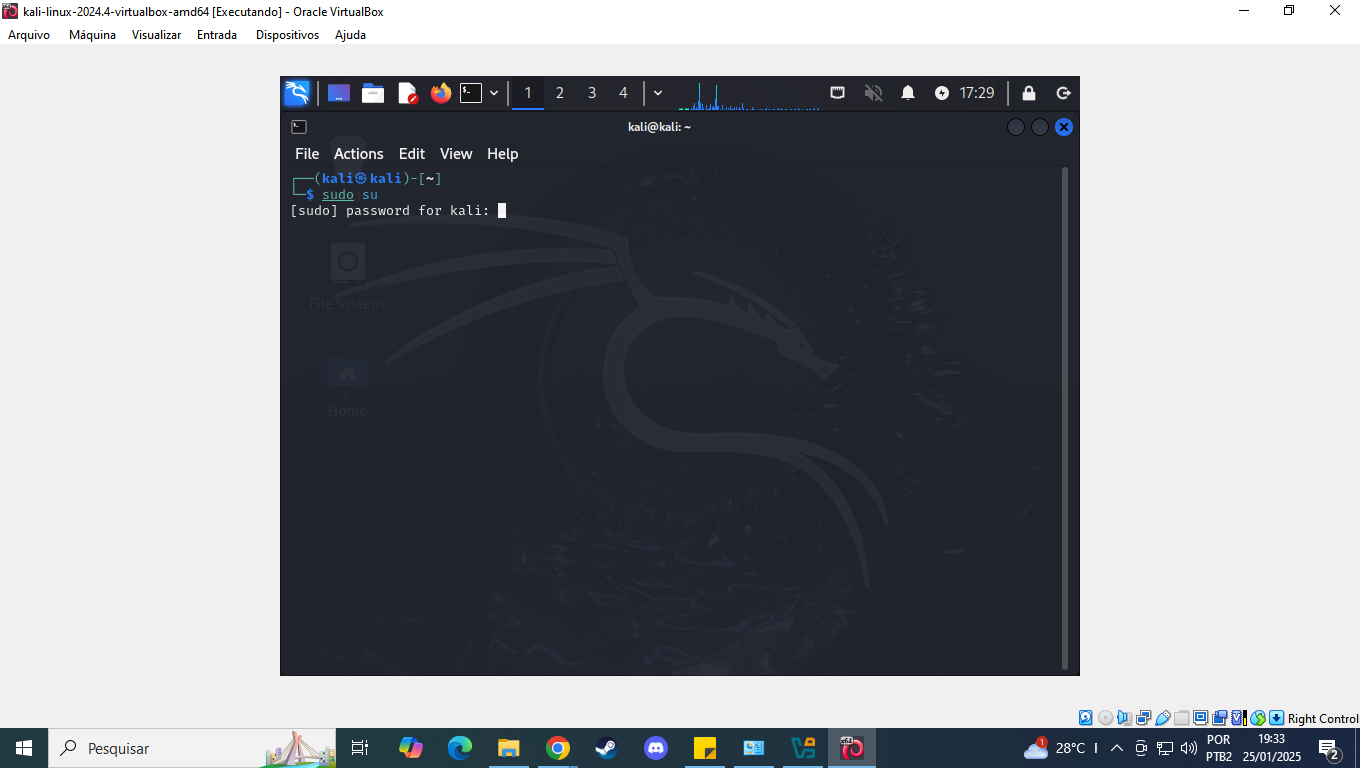 kali-linux-2024.4-virtualbox-amd64 [Executando] - Oracle VirtualBox
Arquivo Máquina Visualizar Entrada Dispositivos Ajuda
1 2 3 4 17:29
kali@kali: ~
File Actions Edit View Help
┌──(kali㉿kali)-[~]
└─$ sudo su
[sudo] password for kali:
File System
Home
Right Control
Pesquisar
1 28°C
POR
PTB2
19:33
25/01/2025
2